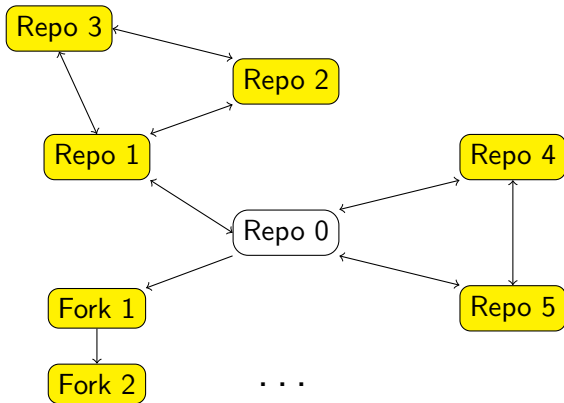 Repo 3
Repo 2
Repo 1
Repo 4
Repo 0
Repo 5
Fork 1
Fork 2
. . .